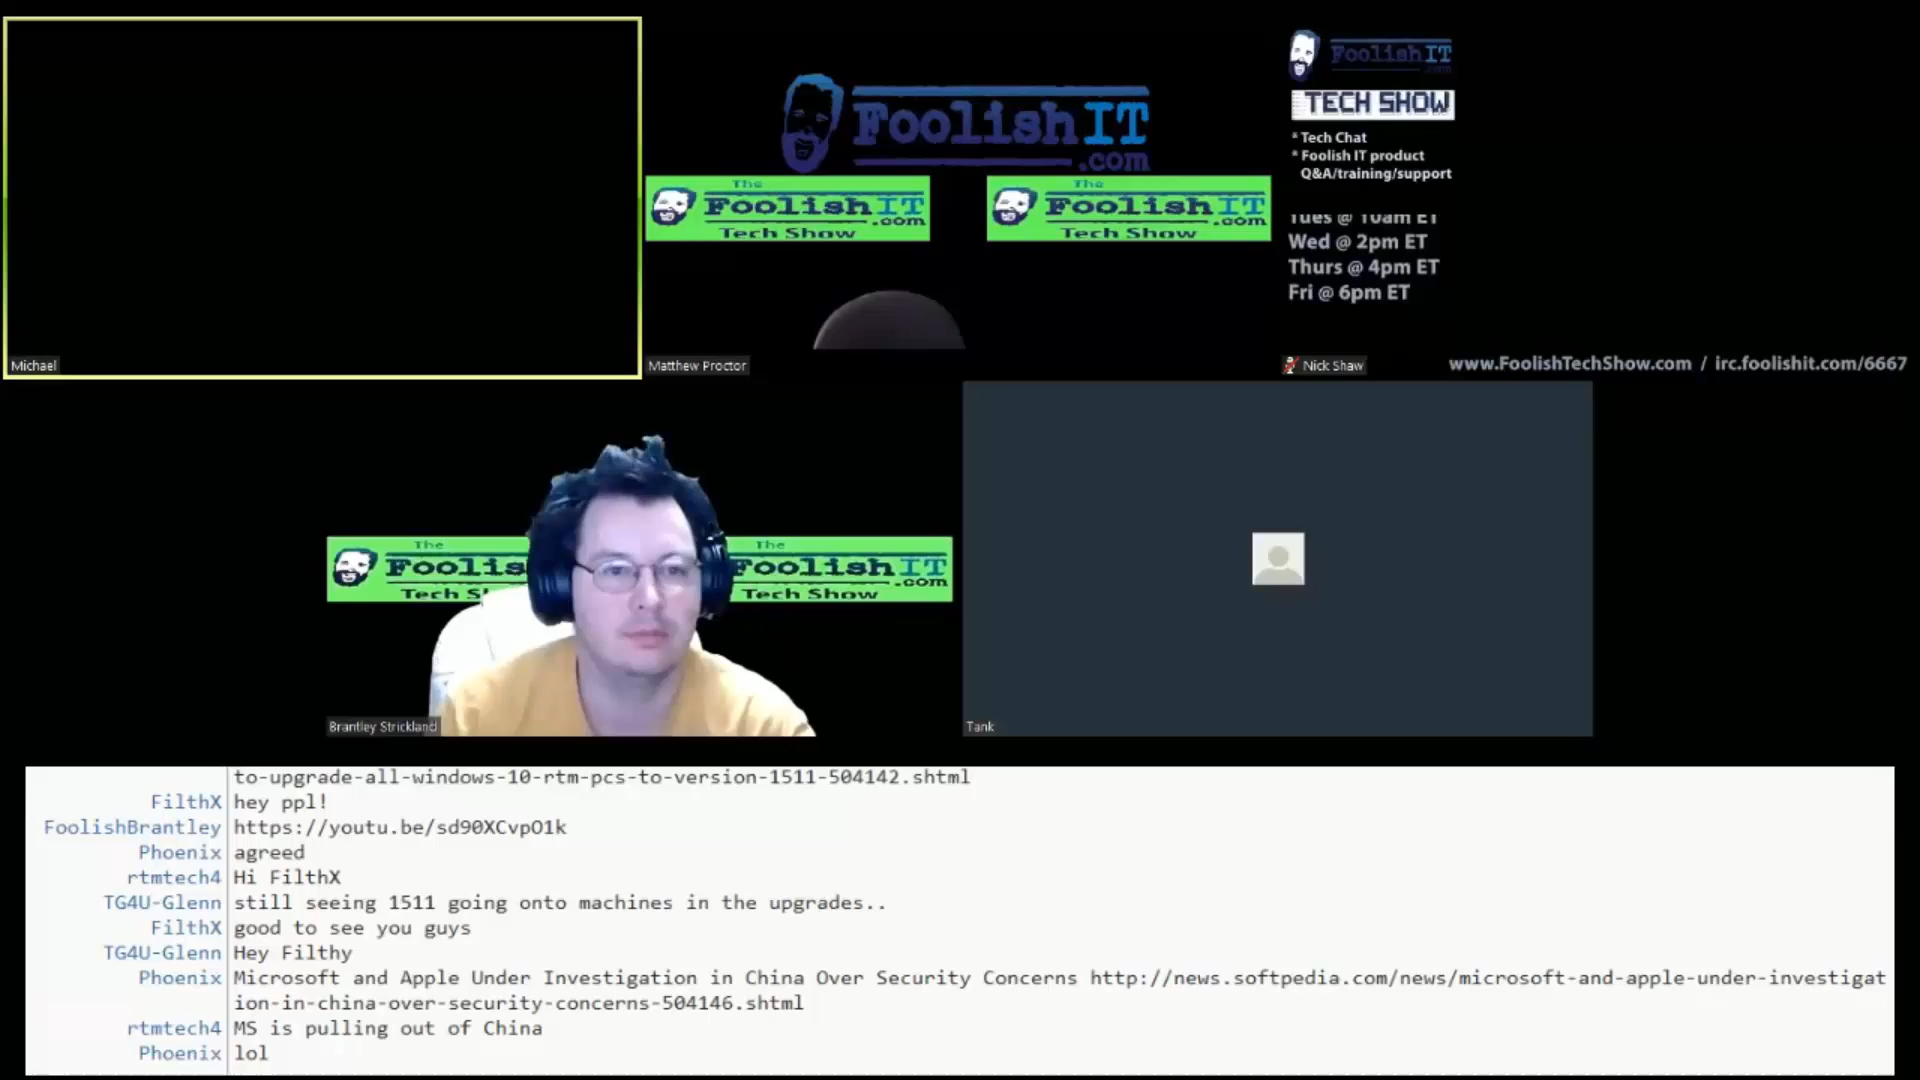 FoolishIT
.com
The
FoolishIT
.com
Tech Show
The
FoolishIT
.com
Tech Show
FoolishIT
.com
TECH SHOW
* Tech Chat
* Foolish IT product
Q&A/training/support
Tues @ 10am ET
Wed @ 2pm ET
Thurs @ 4pm ET
Fri @ 6pm ET
Michael
Matthew Proctor
Nick Shaw
www.FoolishTechShow.com / irc.foolishit.com/6667
The
Foolis
Tech S
The
FoolishIT
.com
Tech Show
Brantley Strickland
Tank
to-upgrade-all-windows-10-rtm-pcs-to-version-1511-504142.shtml
FilthX hey ppl!
FoolishBrantley https://youtu.be/sd90XCvpO1k
Phoenix agreed
rtmtech4 Hi FilthX
TG4U-Glenn still seeing 1511 going onto machines in the upgrades..
FilthX good to see you guys
TG4U-Glenn Hey Filthy
Phoenix Microsoft and Apple Under Investigation in China Over Security Concerns http://news.softpedia.com/news/microsoft-and-apple-under-investigat
ion-in-china-over-security-concerns-504146.shtml
rtmtech4 MS is pulling out of China
Phoenix lol